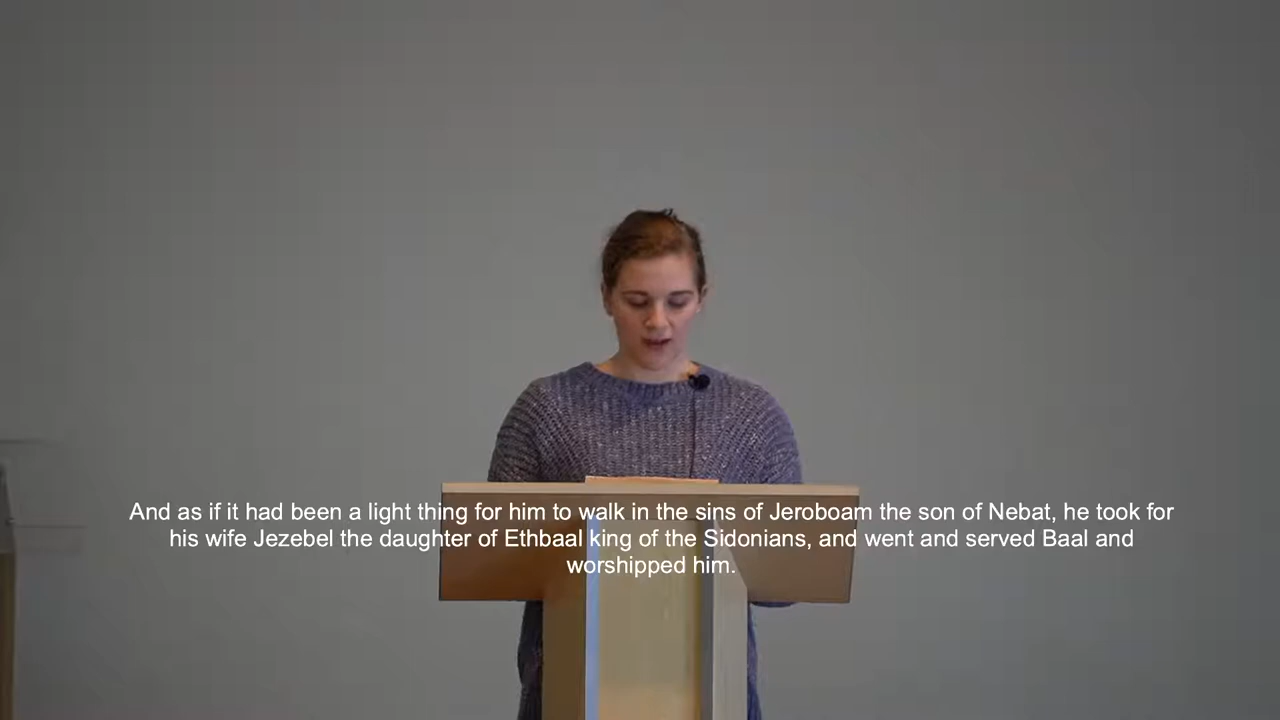 And as if it had been a light thing for him to walk in the sins of Jeroboam the son of Nebat, he took for
his wife Jezebel the daughter of Ethbaal king of the Sidonians, and went and served Baal and
worshipped him.